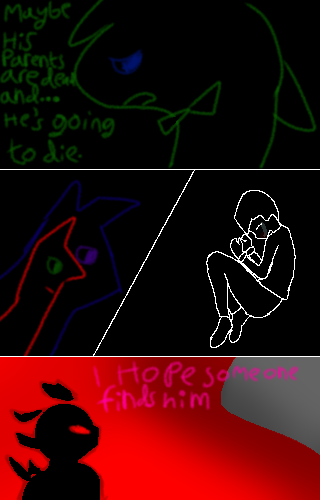 Maybe
His
Parents
are dead
and...
He's going
to die.
I Hope someone
finds him